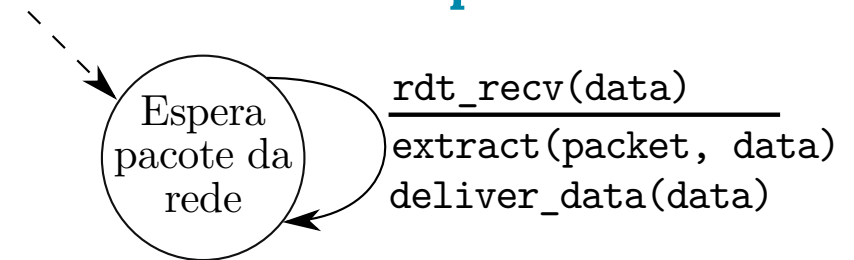 Espera
pacote da
rede
rdt_recv(data)
extract(packet, data)
deliver_data(data)